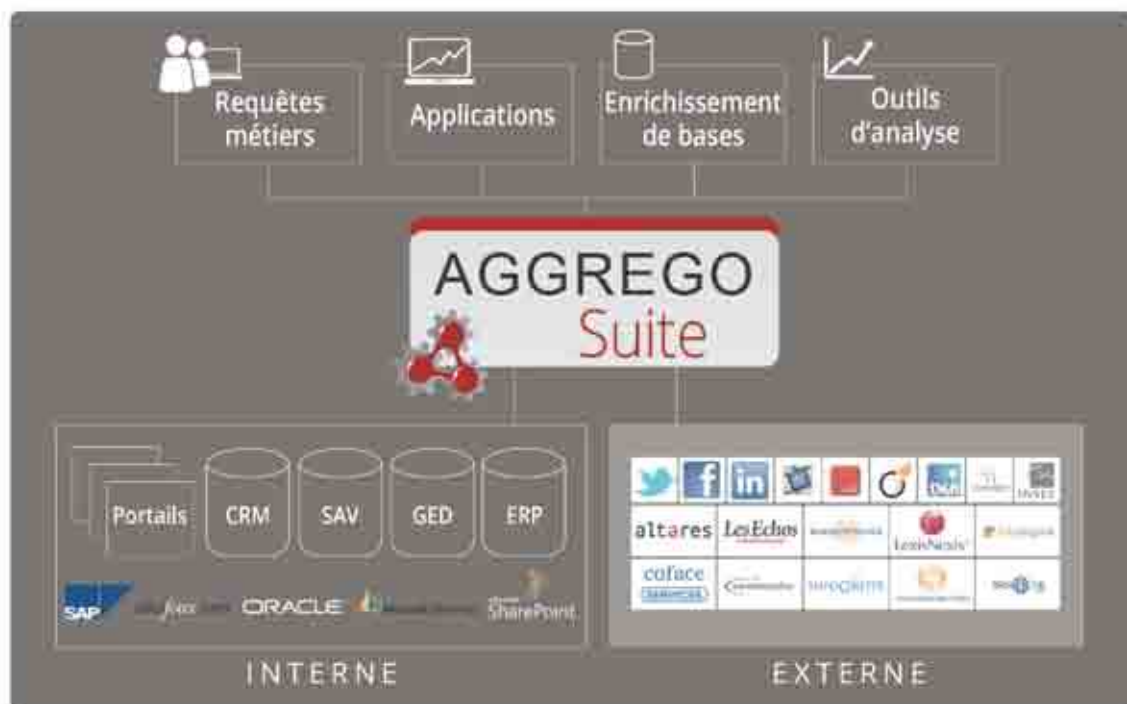 Requêtes
métiers
Applications
Enrichissement
de bases
Outils
d'analyse
AGGREGO
Suite
Portails
CRM
SAV
GED
ERP
SAP
ORACLE
SharePoint
altares
LesEchos
LexisNexis
coface
SERVICES
INTERNE
EXTERNE